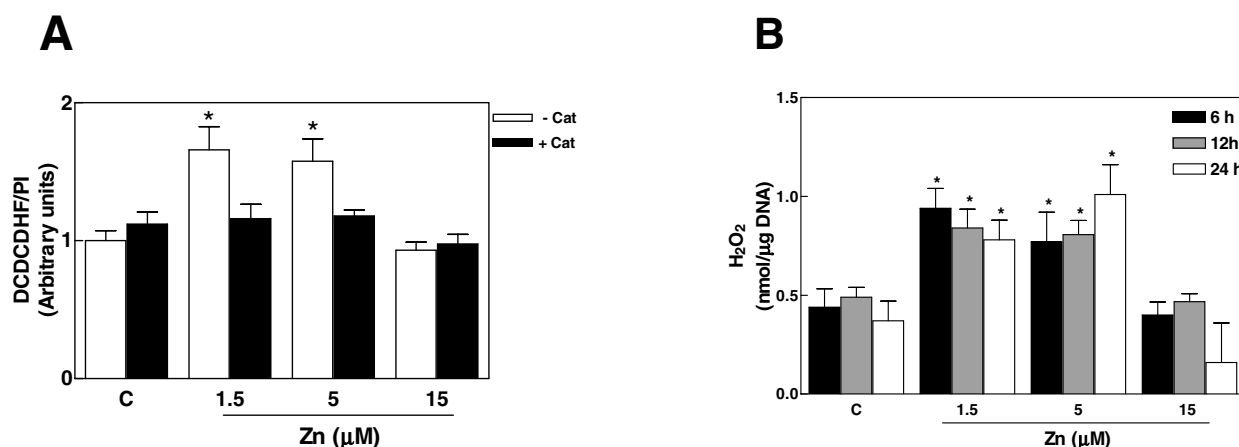 A
DCDCDHF/PI
(Arbitrary units)
2
1
0
*
*
- Cat
+ Cat
C 1.5 5 15
Zn (μM)
B
H₂O₂
(nmol/μg DNA)
1.5
1.0
0.5
0.0
* * * * * *
6 h
12h
24 h
C 1.5 5 15
Zn (μM)